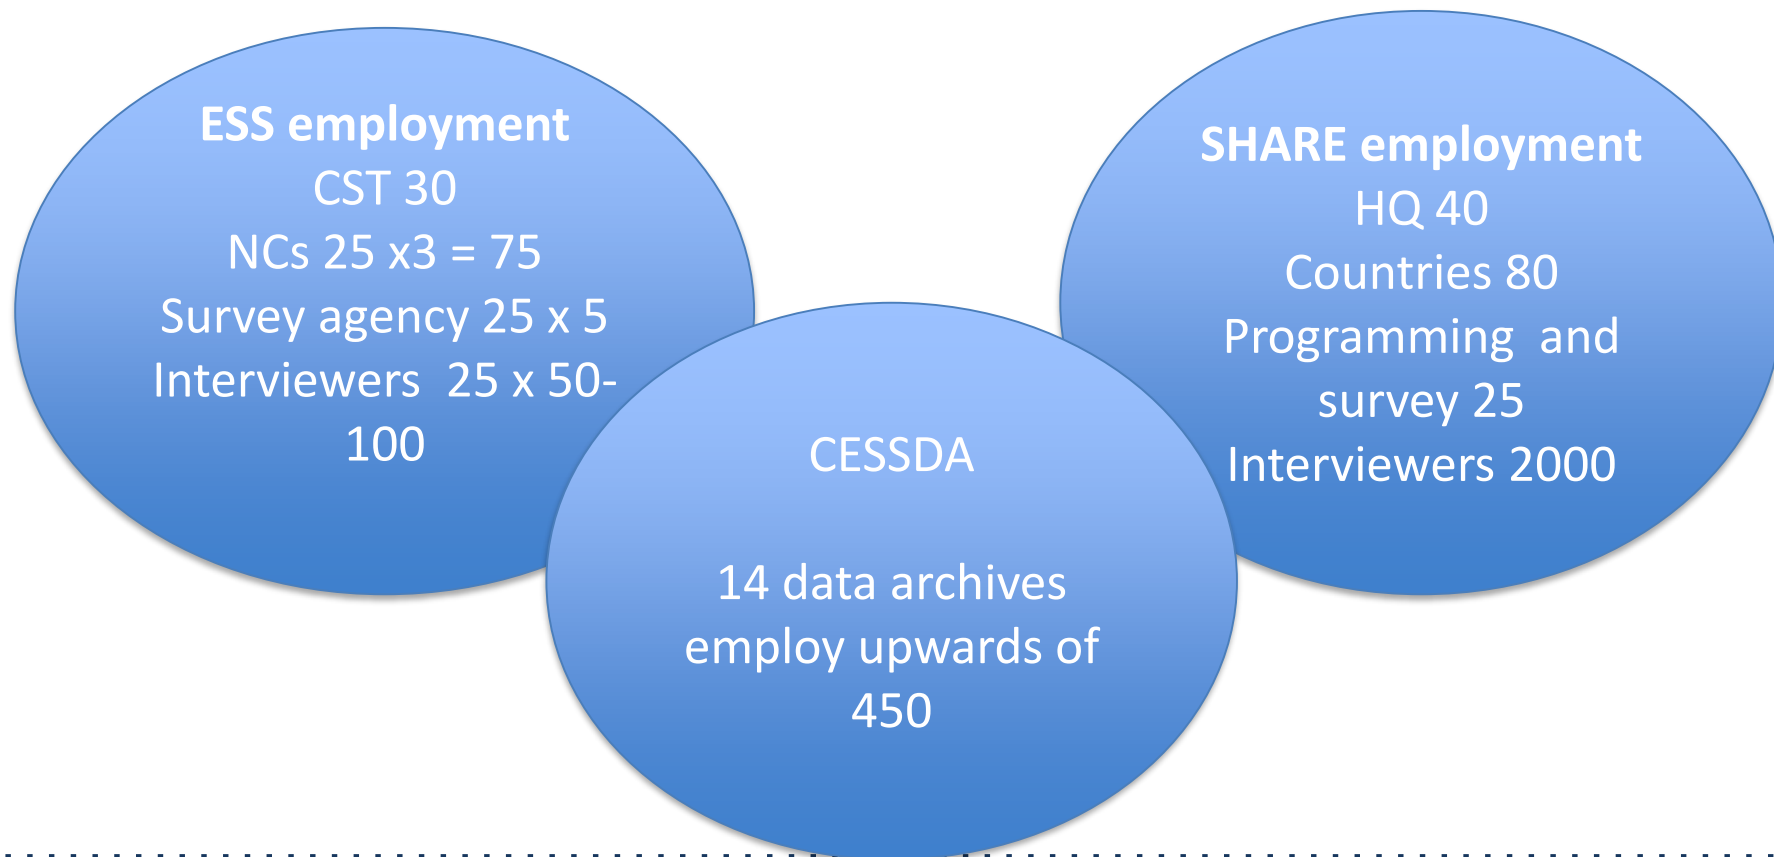 ESS employment
CST 30
NCs 25 x3 = 75
Survey agency 25 x 5
Interviewers  25 x 50-
100
SHARE employment
HQ 40
Countries 80
Programming  and
survey 25
Interviewers 2000
CESSDA
14 data archives
employ upwards of
450